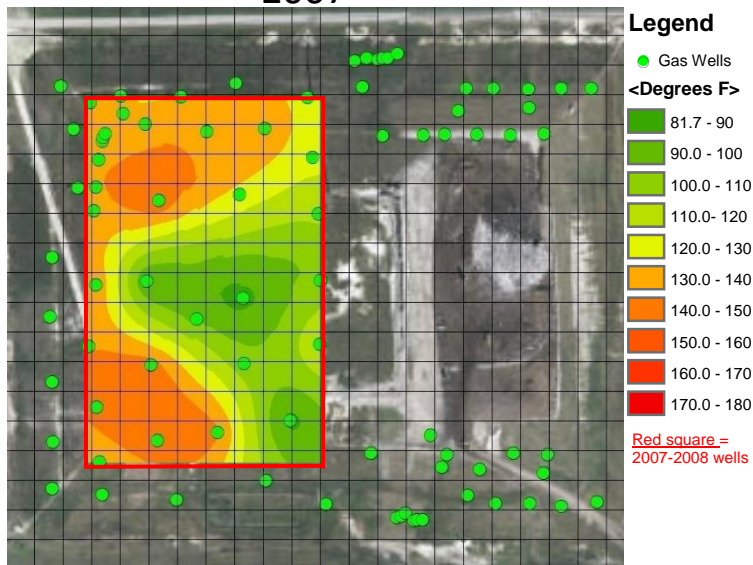 2007
Legend
Gas Wells
<Degrees F>
81.7 - 90
90.0 - 100
100.0 - 110
110.0- 120
120.0 - 130
130.0 - 140
140.0 - 150
150.0 - 160
160.0 - 170
170.0 - 180
Red square =
2007-2008 wells